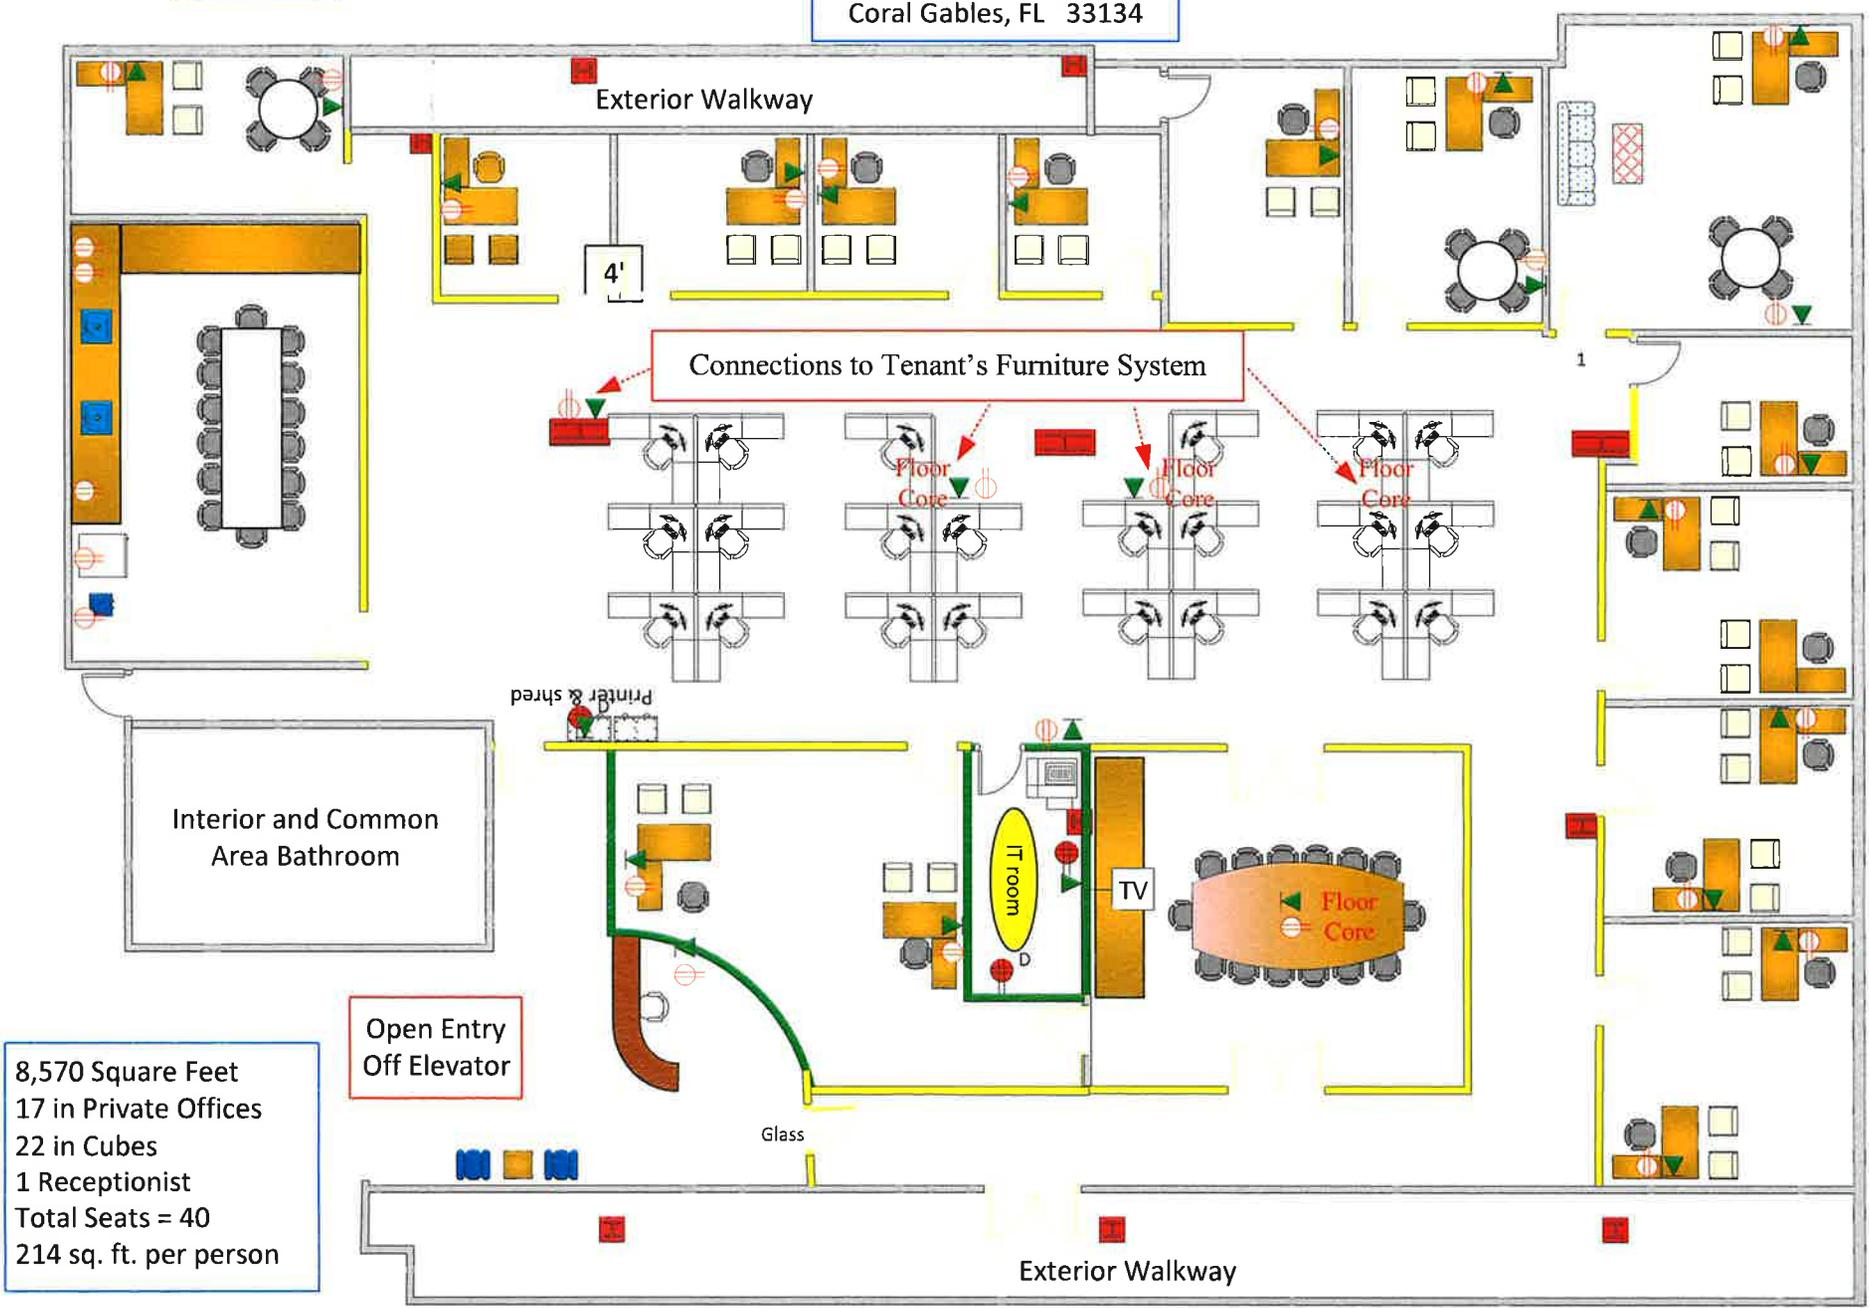 Coral Gables, FL 33134
Exterior Walkway
4'
Connections to Tenant's Furniture System
1
Floor
Core
Floor
Core
Floor
Core
Printer & shred
D
Interior and Common
Area Bathroom
IT room
TV
Floor
Core
D
Open Entry
Off Elevator
8,570 Square Feet
17 in Private Offices
22 in Cubes
1 Receptionist
Total Seats = 40
214 sq. ft. per person
Glass
Exterior Walkway